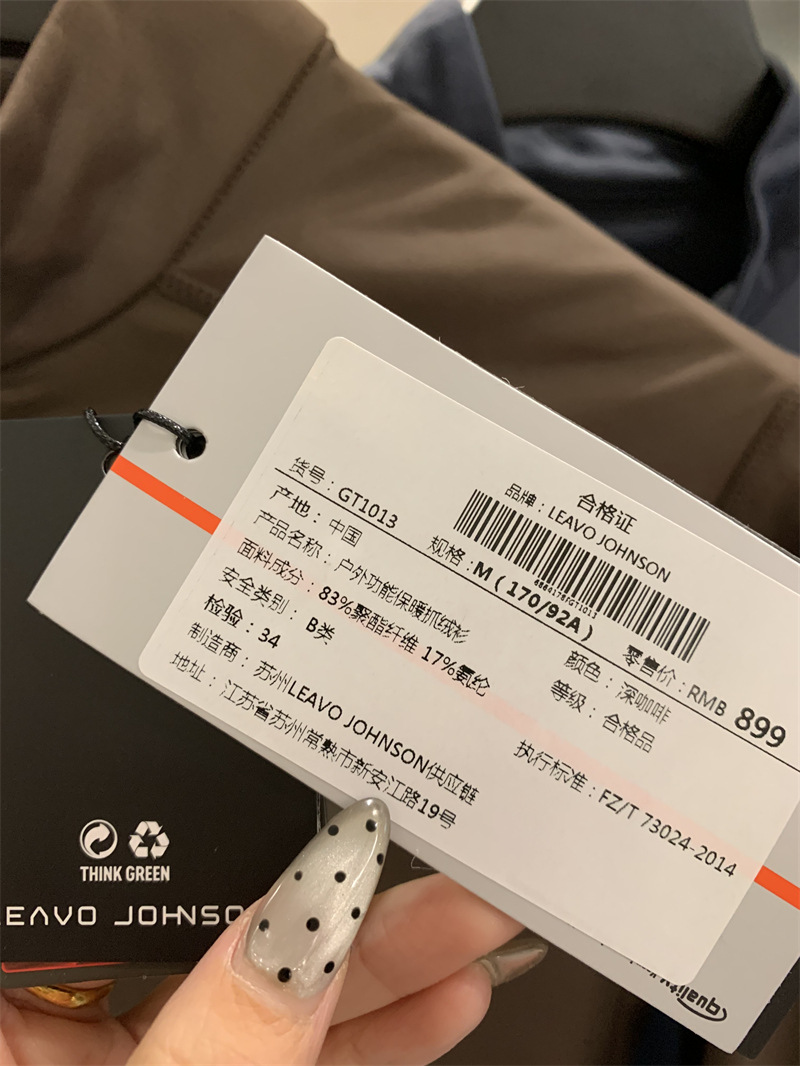 合格证
品牌：LEAVO JOHNSON
货号：GT1013
产地：中国
规格：M ( 170/92A )
零售价：RMB 899
产品名称：户外功能保暖抓绒衫
颜色：深咖啡
面料成分：83%聚酯纤维 17%氨纶
等级：合格品
安全类别：B类
检验：34
执行标准：FZ/T 73024-2014
制造商：苏州LEAVO JOHNSON供应链
地址：江苏省苏州常熟市新安江路19号
THINK GREEN
LEAVO JOHNSO
quality